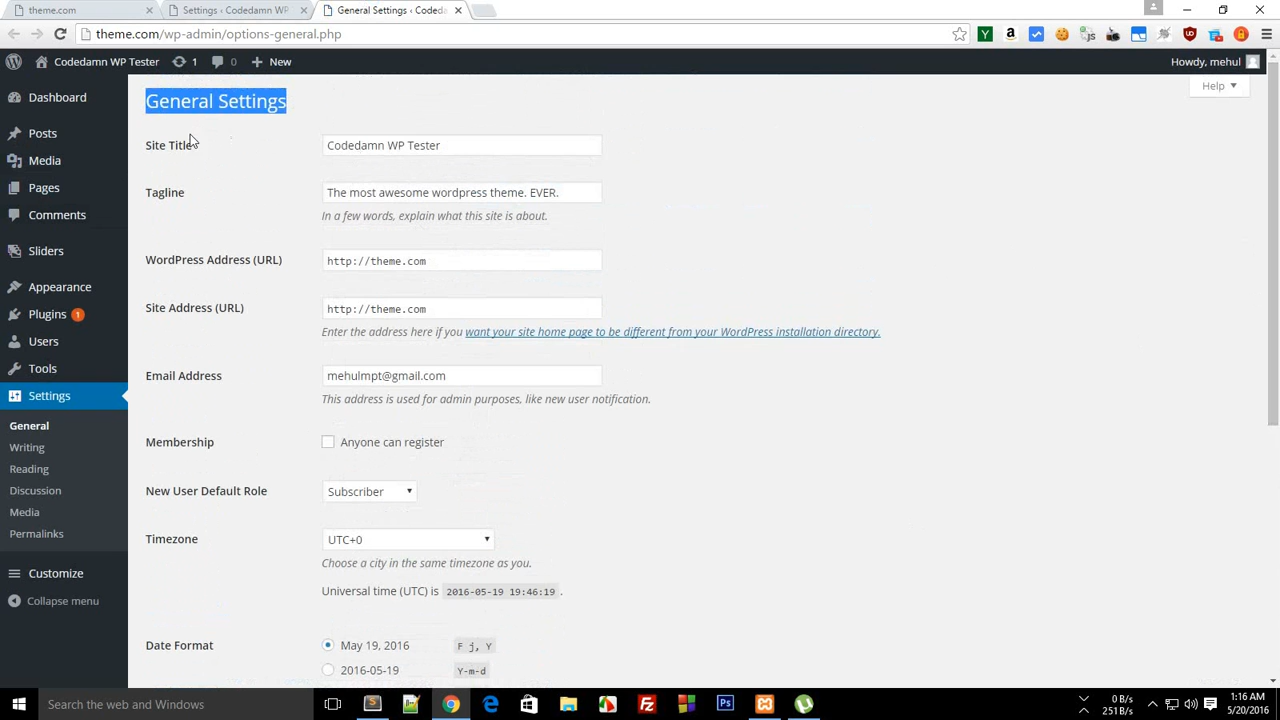 theme.com
Settings ‹ Codedamn WP
General Settings ‹ Codea
theme.com/wp-admin/options-general.php
Codedamn WP Tester
1
0
New
Howdy, mehul
Dashboard
Posts
Media
Pages
Comments
Sliders
Appearance
Plugins 1
Users
Tools
Settings
General
Writing
Reading
Discussion
Media
Permalinks
Customize
Collapse menu
General Settings
Help
Site Title
Codedamn WP Tester
Tagline
The most awesome wordpress theme. EVER.
In a few words, explain what this site is about.
WordPress Address (URL)
http://theme.com
Site Address (URL)
http://theme.com
Enter the address here if you want your site home page to be different from your WordPress installation directory.
Email Address
mehulmpt@gmail.com
This address is used for admin purposes, like new user notification.
Membership
Anyone can register
New User Default Role
Subscriber
Timezone
UTC+0
Choose a city in the same timezone as you.
Universal time (UTC) is 2016-05-19 19:46:19 .
Date Format
May 19, 2016
F j, Y
2016-05-19
Y-m-d
Search the web and Windows
0 B/s
251 B/s
1:16 AM
5/20/2016